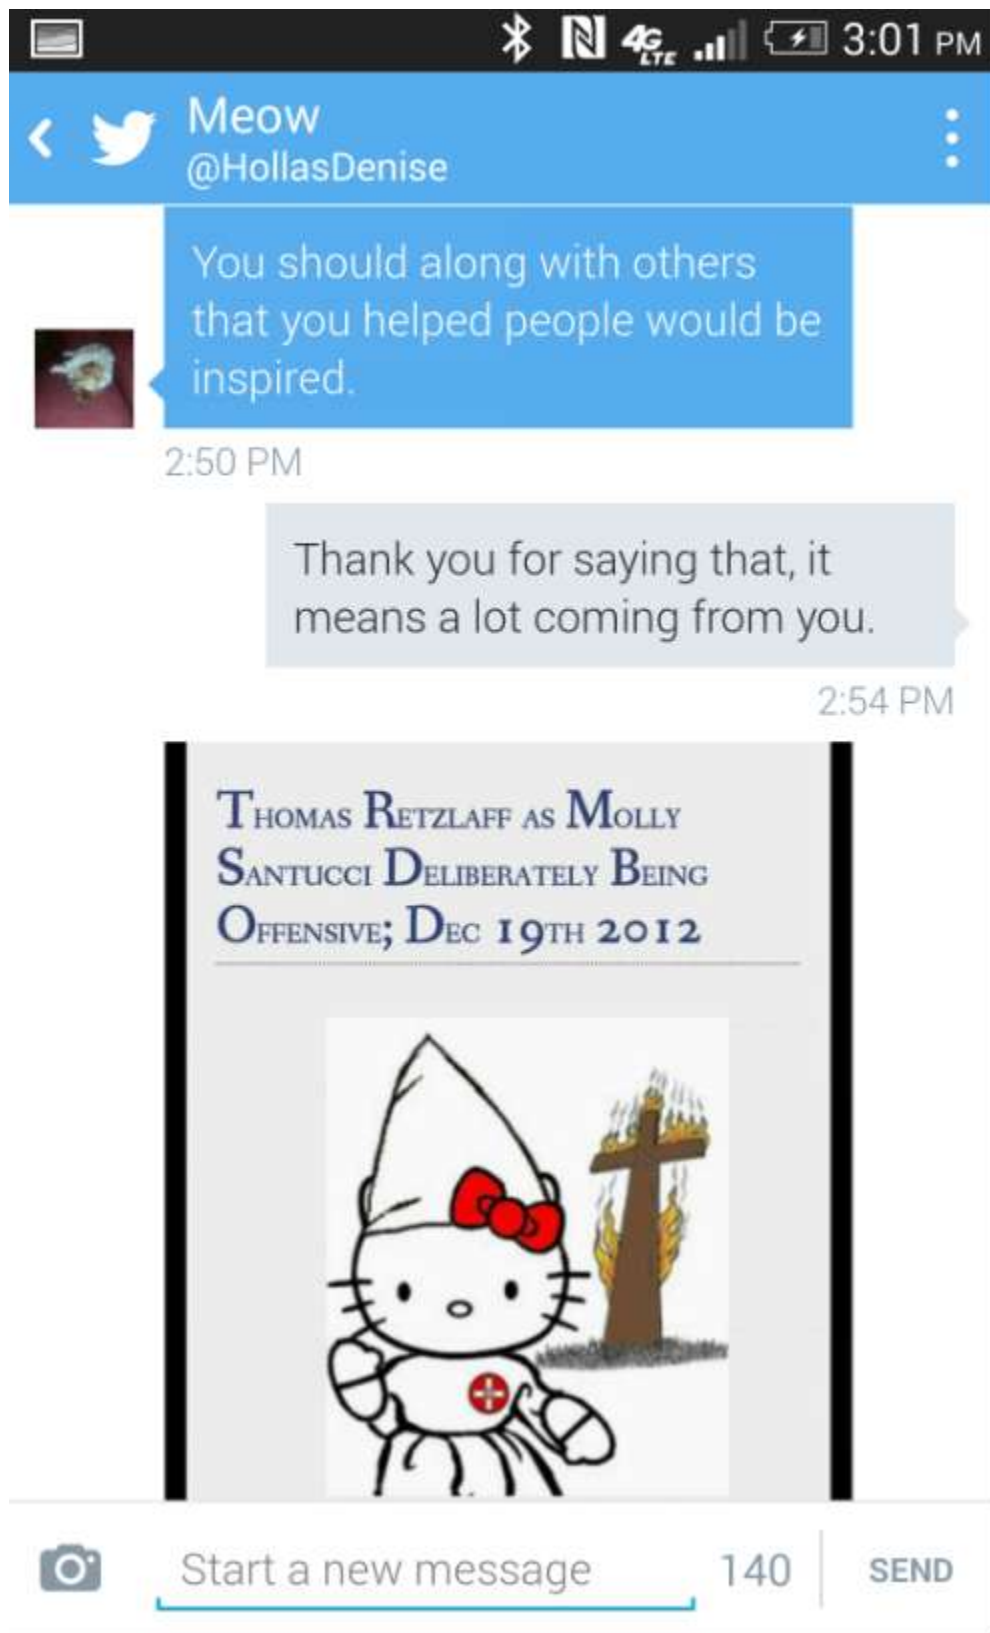 4G LTE 3:01 PM
Meow
@HollasDenise
You should along with others
that you helped people would be
inspired.
2:50 PM
Thank you for saying that, it
means a lot coming from you.
2:54 PM
Thomas Retzlaff as Molly
Santucci Deliberately Being
Offensive; Dec 19th 2012
Start a new message 140 SEND